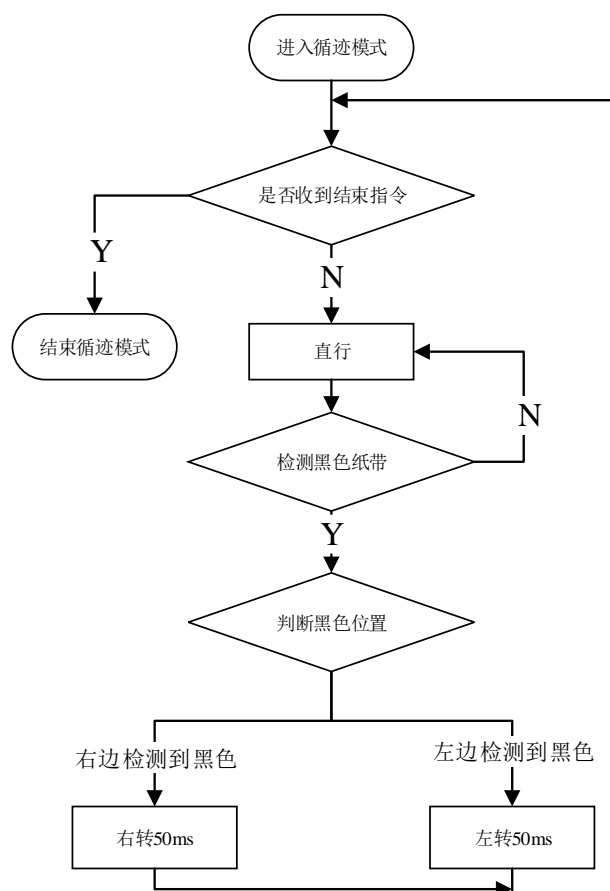 进入循迹模式
是否收到结束指令
Y
N
结束循迹模式
直行
N
检测黑色纸带
Y
判断黑色位置
右边检测到黑色
左边检测到黑色
右转50ms
左转50ms